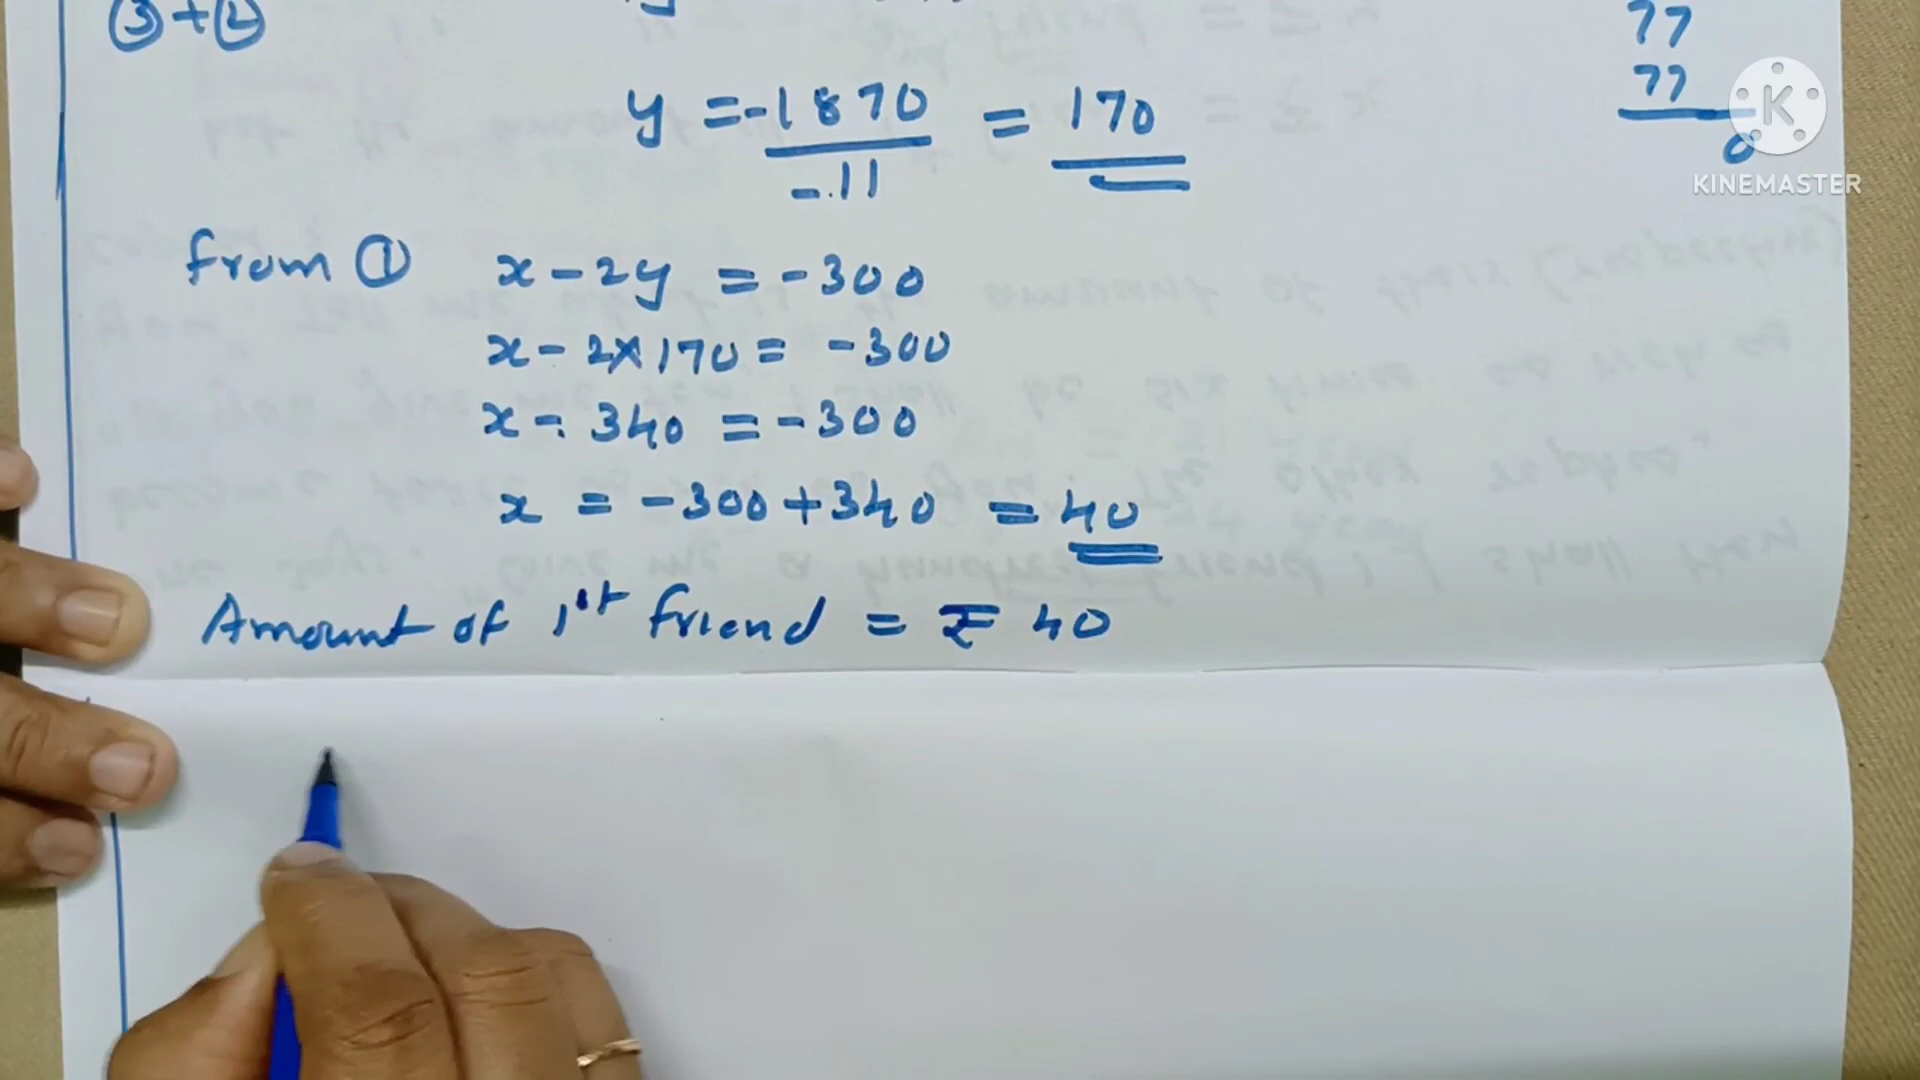 ③+②
77
77
0
y = -1870/-11 = 170
from ① x - 2y = -300
x - 2×170 = -300
x - 340 = -300
x = -300+340 = 40
Amount of 1st friend = ₹ 40
KINEMASTER